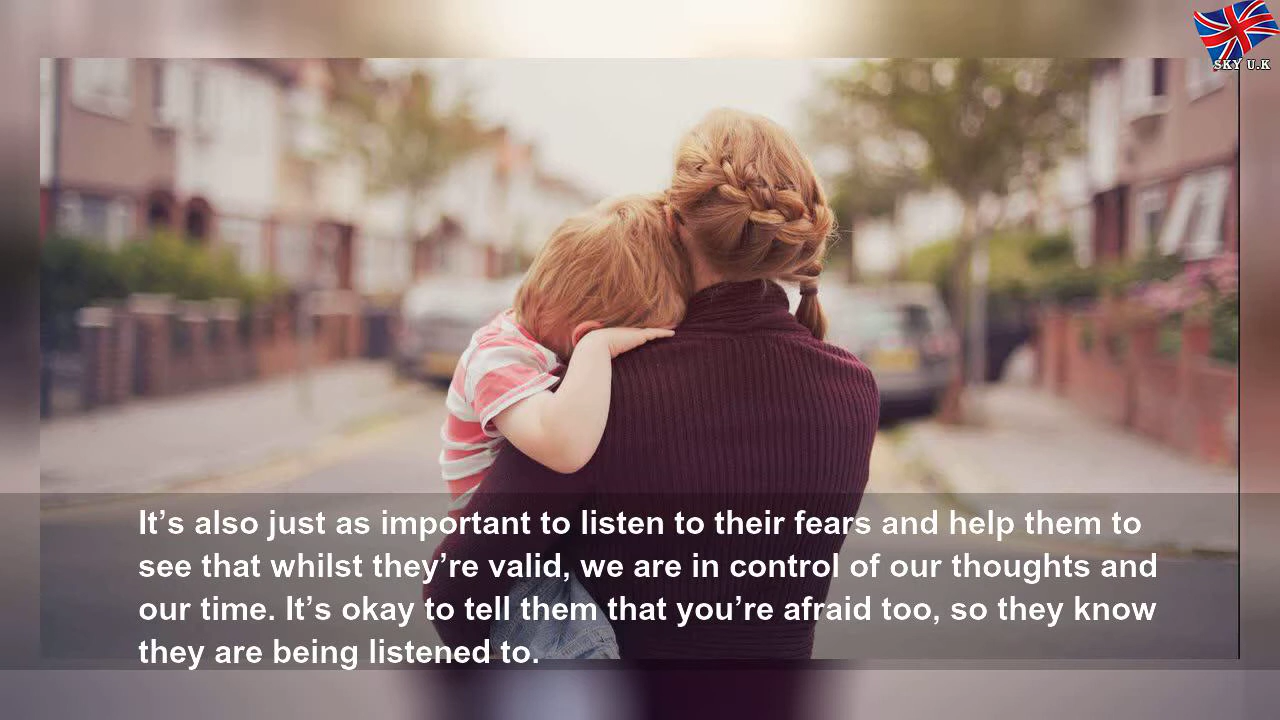 SKY U.K
It’s also just as important to listen to their fears and help them to
see that whilst they’re valid, we are in control of our thoughts and
our time. It’s okay to tell them that you’re afraid too, so they know
they are being listened to.